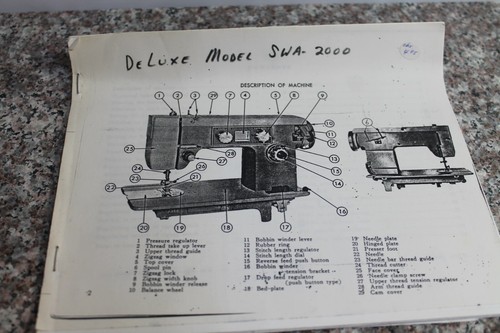 DeLuxe Model SWA-2000
DESCRIPTION OF MACHINE
1 Pressure regulator
2 Thread take up lever
3 Upper thread guide
4 Zigzag window
5 Top cover
6 Spool pin
7 Zigzag lock
8 Zigzag width knob
9 Bobbin winder release
10 Balance wheel
11 Bobbin winder lever
12 Rubber ring
13 Stitch length regulator
14 Stitch length dial
15 Reverse feed push button
16 Bobbin winder
tension bracket
17 Drop feed regulator
(push button type)
18 Bed-plate
19 Needle plate
20 Hinged plate
21 Presser foot
22 Needle
23 Needle bar thread guide
24 Thread cutter
25 Face cover
26 Needle clamp screw
27 Upper thread tension regulator
28 Arm thread guide
25 Cam cover